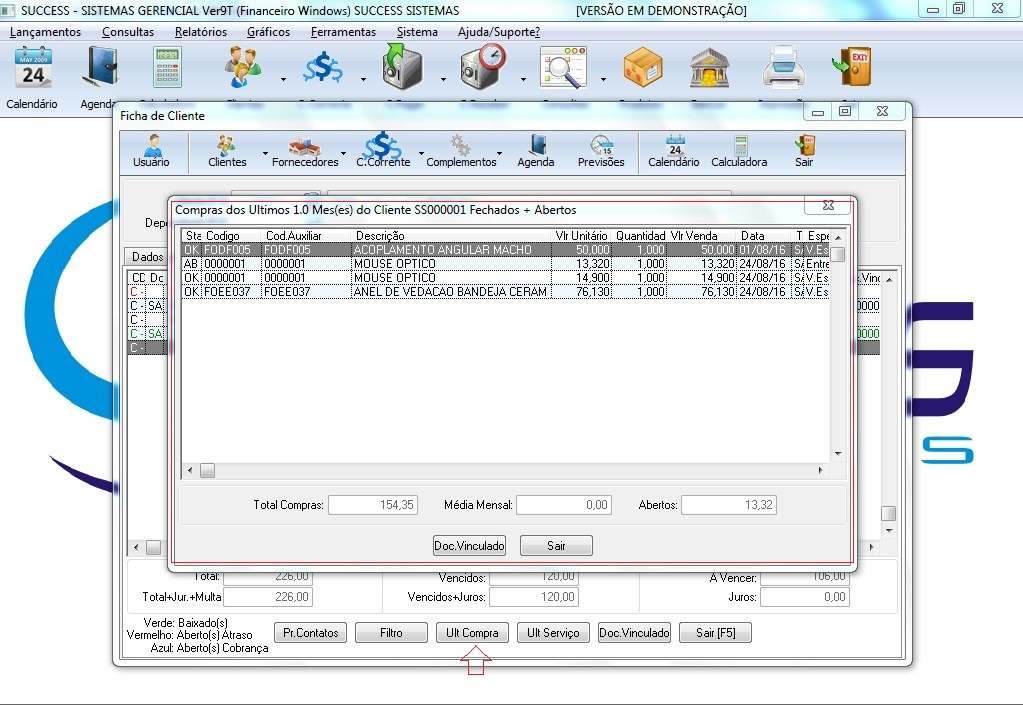 SUCCESS - SISTEMAS GERENCIAL Ver9T (Financeiro Windows) SUCCESS SISTEMAS [VERSÃO EM DEMONSTRAÇÃO]
Lançamentos Consultas Relatórios Gráficos Ferramentas Sistema Ajuda/Suporte?
MAY 2009
24
EXIT
Calendário Agenda
Ficha de Cliente
Usuário Clientes Fornecedores C.Corrente Complementos Agenda Previsões Calendário Calculadora Sair
Compras dos Ultimos 1.0 Mes(es) do Cliente SS000001 Fechados + Abertos
Sta Codigo Cod.Auxiliar Descrição Vlr Unitário Quantidad Vlr Venda Data T Espe
OK FODF005 FODF005 ACOPLAMENTO ANGULAR MACHO 50,000 1,000 50,000 01/08/16 SA V.Es
AB 0000001 0000001 MOUSE OPTICO 13,320 1,000 13,320 24/08/16 SA Entre
OK 0000001 0000001 MOUSE OPTICO 14,900 1,000 14,900 24/08/16 SA V.Es
OK FOEE037 FOEE037 ANEL DE VEDACAO BANDEJA CERAM 76,130 1,000 76,130 24/08/16 SA V.Es
Total Compras: 154,35 Média Mensal: 0,00 Abertos: 13,32
Doc.Vinculado Sair
Dados
CD Dc
C -
C - SA
C -
C - SA
C -
Total: 226,00 Vencidos: 120,00 A Vencer: 106,00
Total+Jur.+Multa 226,00 Vencidos+Juros: 120,00 Juros: 0,00
Verde: Baixado(s)
Vermelho: Aberto(s) Atraso
Azul: Aberto(s) Cobrança
Pr.Contatos Filtro Ult Compra Ult Serviço Doc.Vinculado Sair [F5]
S